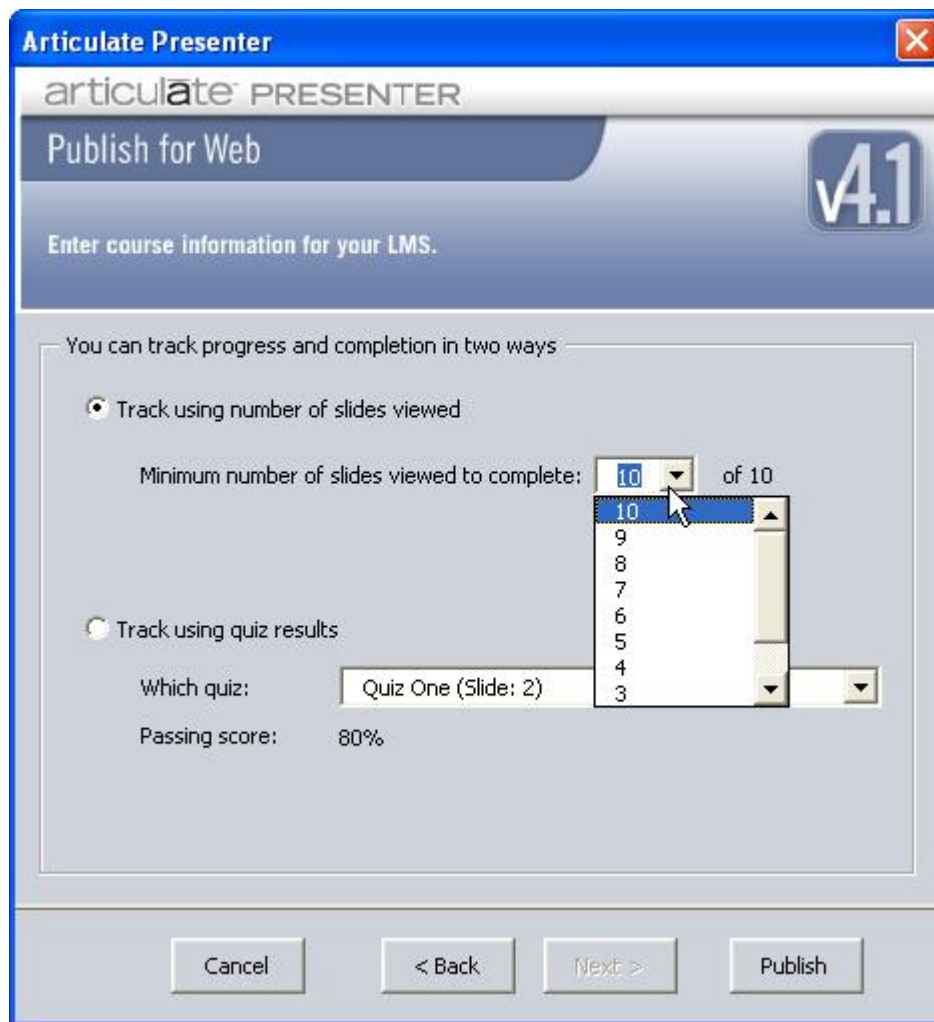 Articulate Presenter
articulāte PRESENTER
Publish for Web
v4.1
Enter course information for your LMS.
You can track progress and completion in two ways
Track using number of slides viewed
Minimum number of slides viewed to complete: 10 of 10
10
9
8
7
6
5
4
3
Track using quiz results
Which quiz: Quiz One (Slide: 2)
Passing score: 80%
Cancel < Back Next > Publish